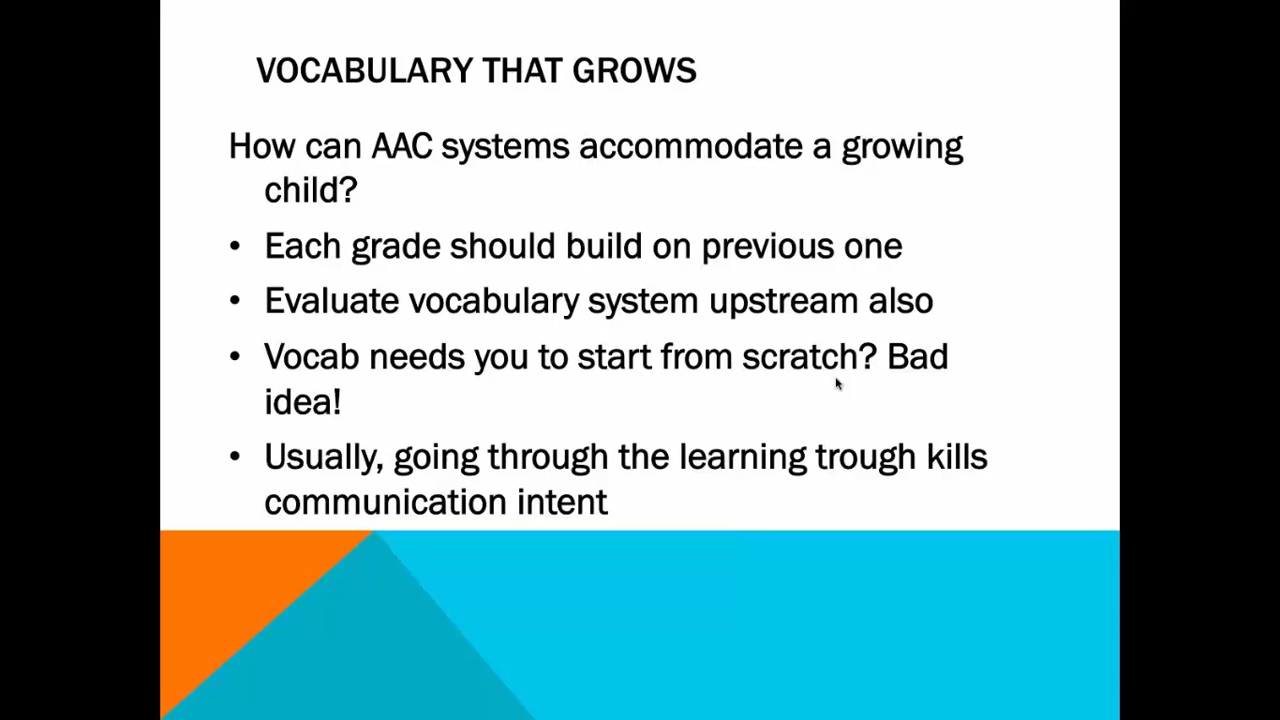 VOCABULARY THAT GROWS
How can AAC systems accommodate a growing
child?
• Each grade should build on previous one
• Evaluate vocabulary system upstream also
• Vocab needs you to start from scratch? Bad
idea!
• Usually, going through the learning trough kills
communication intent